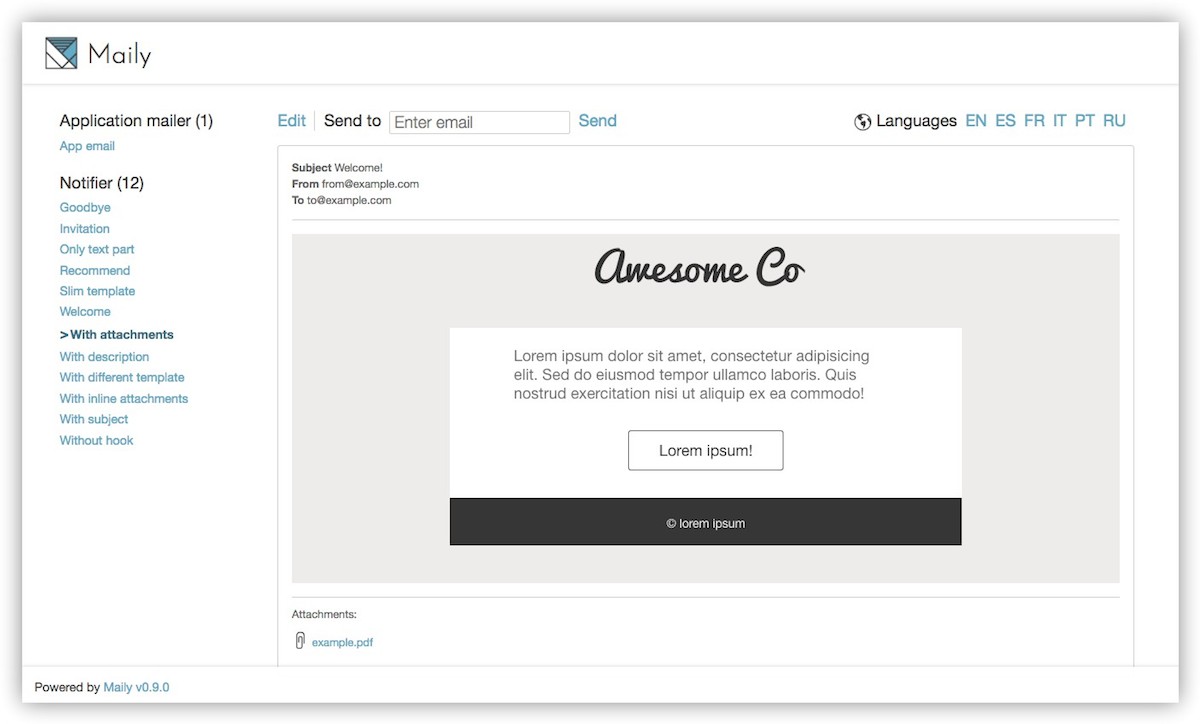 Maily
Application mailer (1)
App email
Notifier (12)
Goodbye
Invitation
Only text part
Recommend
Slim template
Welcome
>With attachments
With description
With different template
With inline attachments
With subject
Without hook
Edit Send to Enter email Send
Languages EN ES FR IT PT RU
Subject Welcome!
From from@example.com
To to@example.com
Awesome Co
Lorem ipsum dolor sit amet, consectetur adipisicing
elit. Sed do eiusmod tempor ullamco laboris. Quis
nostrud exercitation nisi ut aliquip ex ea commodo!
Lorem ipsum!
© lorem ipsum
Attachments:
example.pdf
Powered by Maily v0.9.0